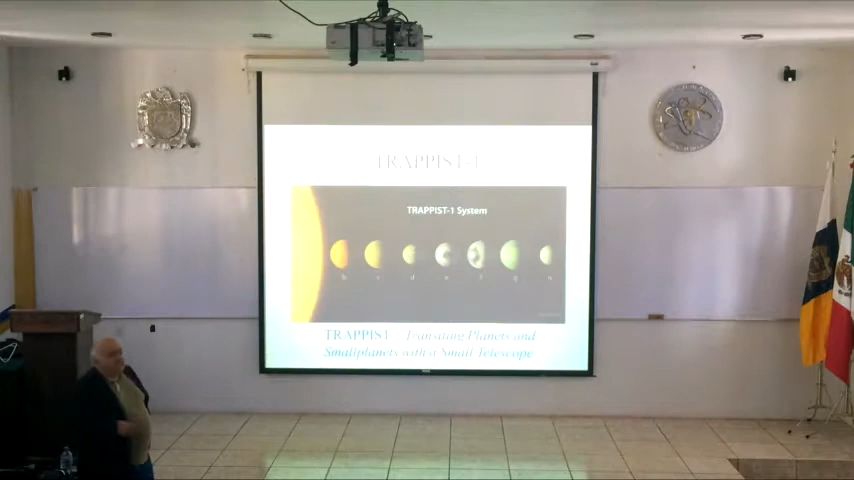 TRAPPIST-1
TRAPPIST-1 System
b c d e f g h
TRAPPIST - Transiting Planets and
Smallplanets with a Small Telescope